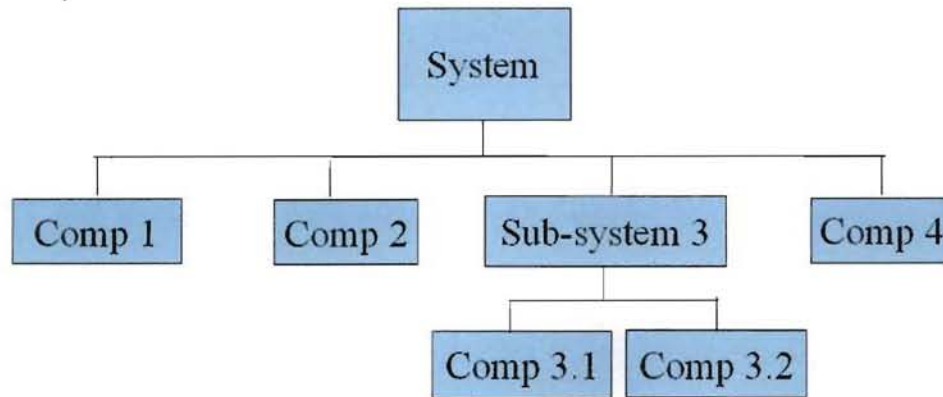 System
Comp 1
Comp 2
Sub-system 3
Comp 4
Comp 3.1
Comp 3.2